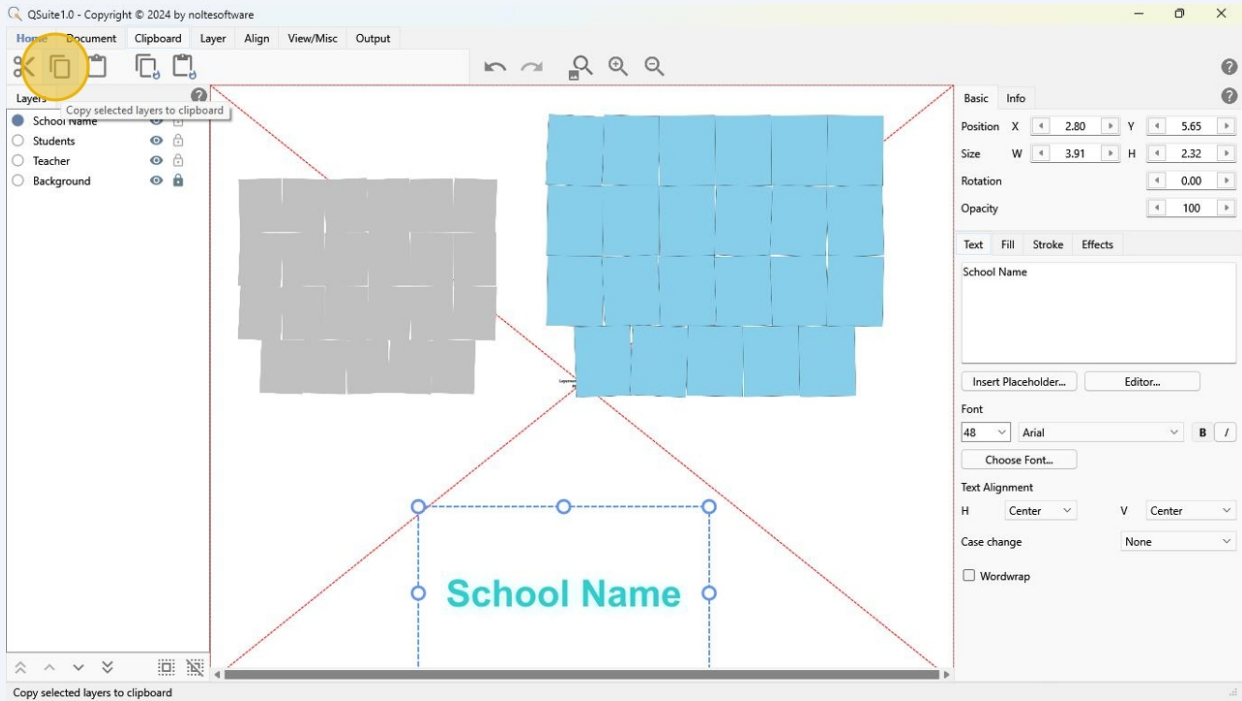 QSuite1.0 - Copyright © 2024 by noltesoftware
Home Document Clipboard Layer Align View/Misc Output
Layers
Copy selected layers to clipboard
School Name
Students
Teacher
Background
School Name
Basic Info
Position X 2.80 Y 5.65
Size W 3.91 H 2.32
Rotation 0.00
Opacity 100
Text Fill Stroke Effects
School Name
Insert Placeholder... Editor...
Font
48 Arial B I
Choose Font...
Text Alignment
H Center V Center
Case change None
Wordwrap
Copy selected layers to clipboard